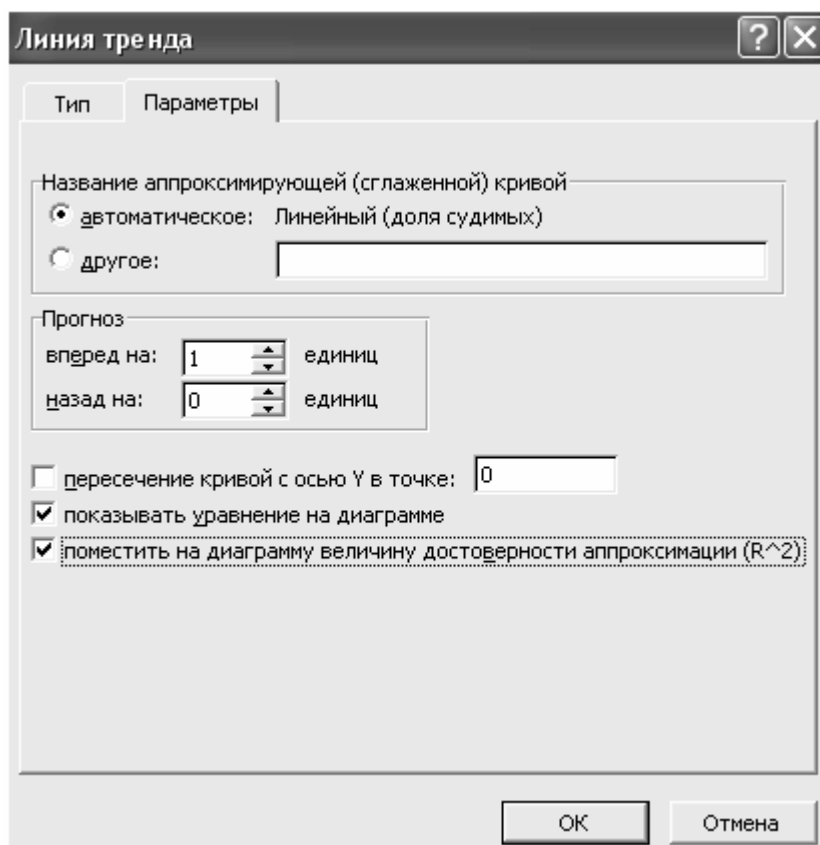 Линия тренда
Тип Параметры
Название аппроксимирующей (сглаженной) кривой
автоматическое: Линейный (доля судимых)
другое:
Прогноз
вперед на: 1 единиц
назад на: 0 единиц
пересечение кривой с осью Y в точке: 0
показывать уравнение на диаграмме
поместить на диаграмму величину достоверности аппроксимации (R^2)
ОК Отмена